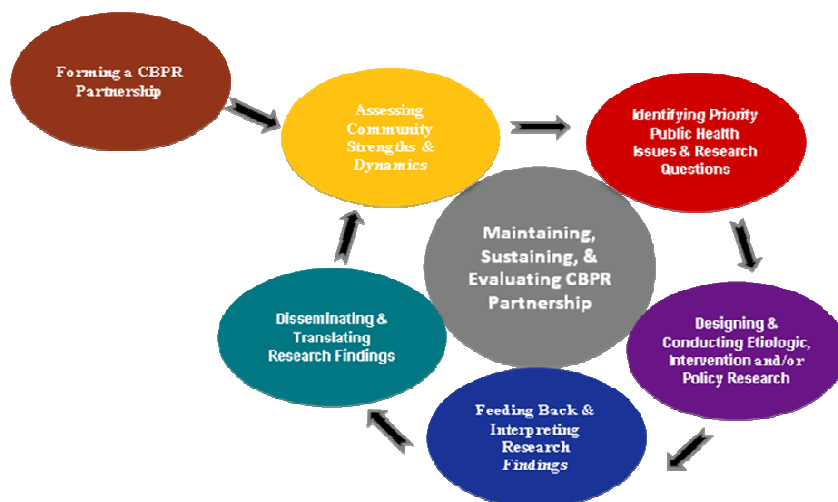 Forming a CBPR
Partnership
Assessing
Community
Strengths &
Dynamics
Identifying Priority
Public Health
Issues & Research
Questions
Maintaining,
Sustaining, &
Evaluating CBPR
Partnership
Designing &
Conducting Etiologic,
Intervention and/or
Policy Research
Feeding Back &
Interpreting
Research
Findings
Disseminating &
Translating
Research Findings